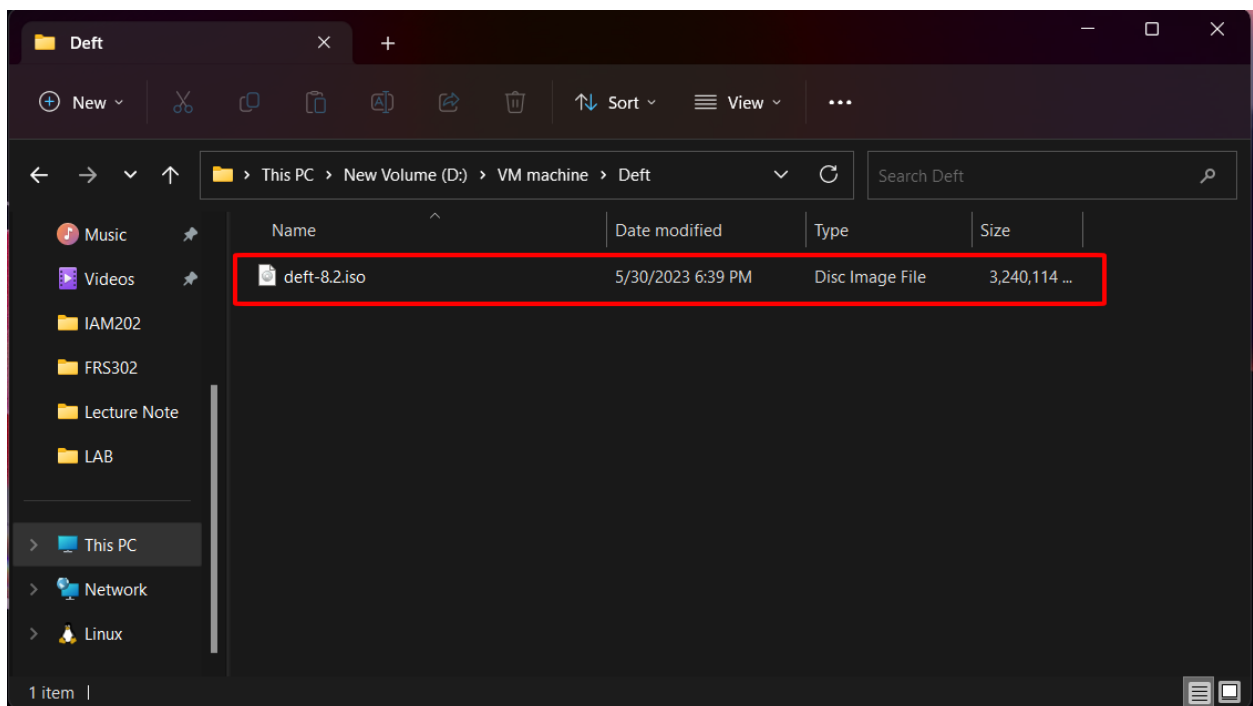 Deft
New Sort View
This PC > New Volume (D:) > VM machine > Deft Search Deft
Name Date modified Type Size
Music
Videos
IAM202
FRS302
Lecture Note
LAB
This PC
Network
Linux
deft-8.2.iso 5/30/2023 6:39 PM Disc Image File 3,240,114 ...
1 item